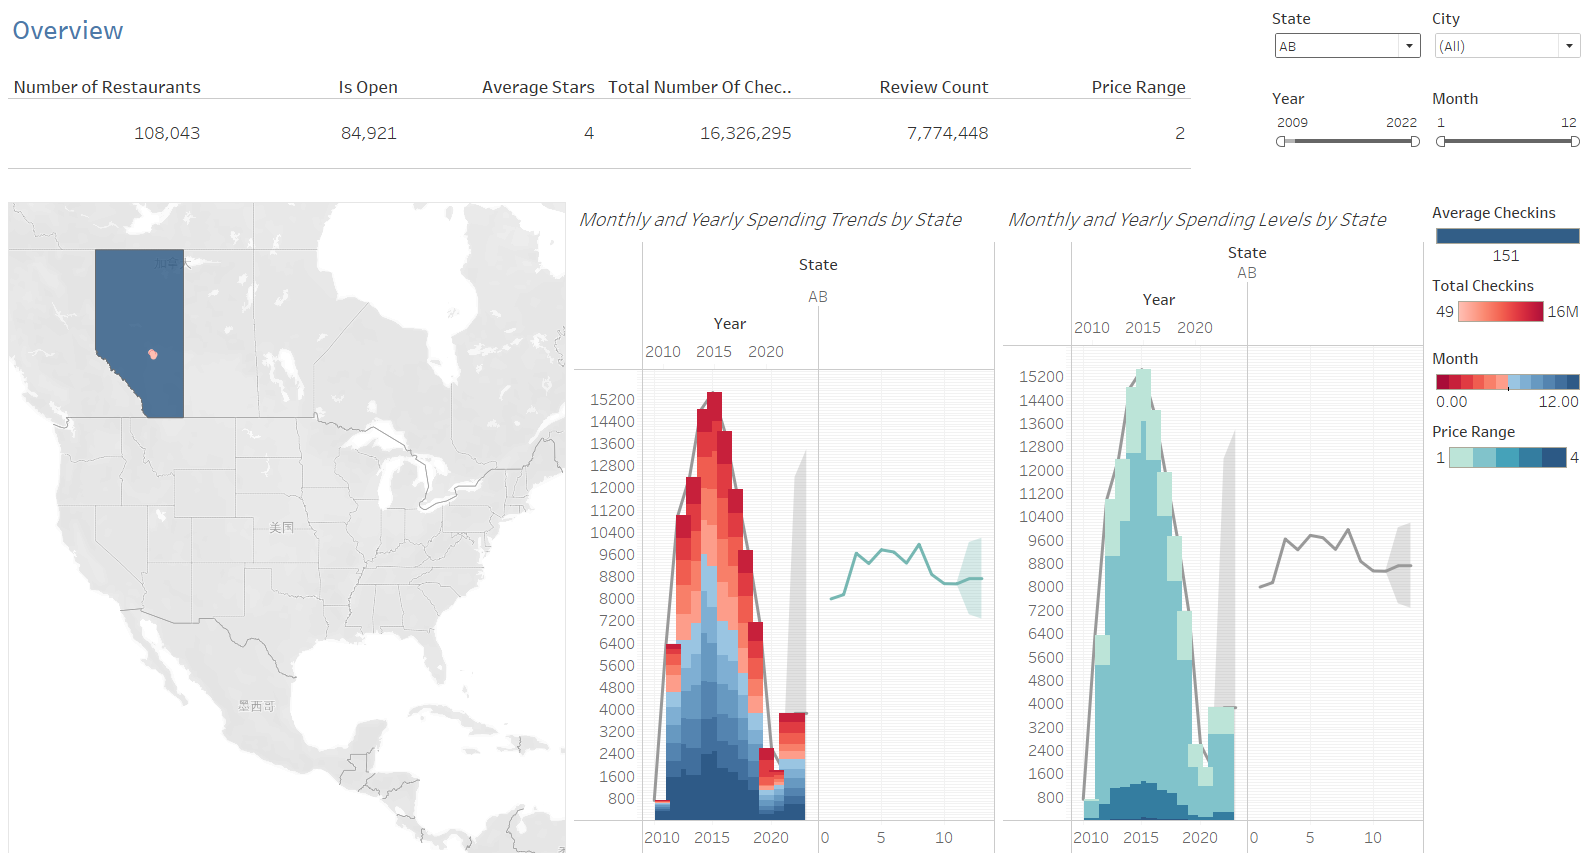 Overview
State
City
AB
(All)
Number of Restaurants
Is Open
Average Stars
Total Number Of Chec..
Review Count
Price Range
108,043
84,921
4
16,326,295
7,774,448
2
Year
Month
2009
2022
1
12
加拿大
美国
墨西哥
Monthly and Yearly Spending Trends by State
State
AB
Year
2010
2015
2020
15200
14400
13600
12800
12000
11200
10400
9600
8800
8000
7200
6400
5600
4800
4000
3200
2400
1600
800
2010
2015
2020
0
5
10
Monthly and Yearly Spending Levels by State
State
AB
Year
2010
2015
2020
15200
14400
13600
12800
12000
11200
10400
9600
8800
8000
7200
6400
5600
4800
4000
3200
2400
1600
800
2010
2015
2020
0
5
10
Average Checkins
151
Total Checkins
49
16M
Month
0.00
12.00
Price Range
1
4